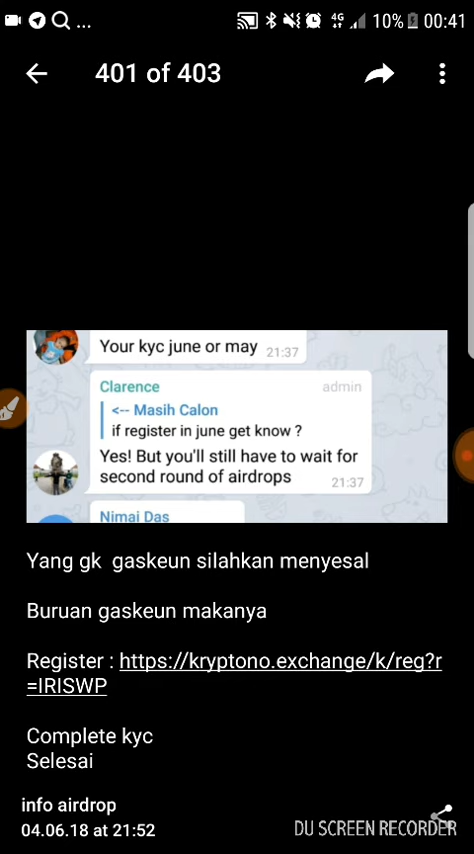 ... 4G 10% 00:41
401 of 403
Your kyc june or may 21:37
Clarence admin
<-- Masih Calon
if register in june get know ?
Yes! But you'll still have to wait for
second round of airdrops 21:37
Nimai Das
Yang gk gaskeun silahkan menyesal
Buruan gaskeun makanya
Register : https://kryptono.exchange/k/reg?r
=IRISWP
Complete kyc
Selesai
info airdrop
04.06.18 at 21:52
DU SCREEN RECORDER